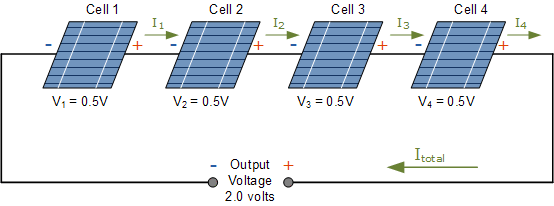 Cell 1 Cell 2 Cell 3 Cell 4
I1 I2 I3 I4
- + - + - + - +
V1 = 0.5V V2 = 0.5V V3 = 0.5V V4 = 0.5V
Itotal
- Output +
Voltage
2.0 volts